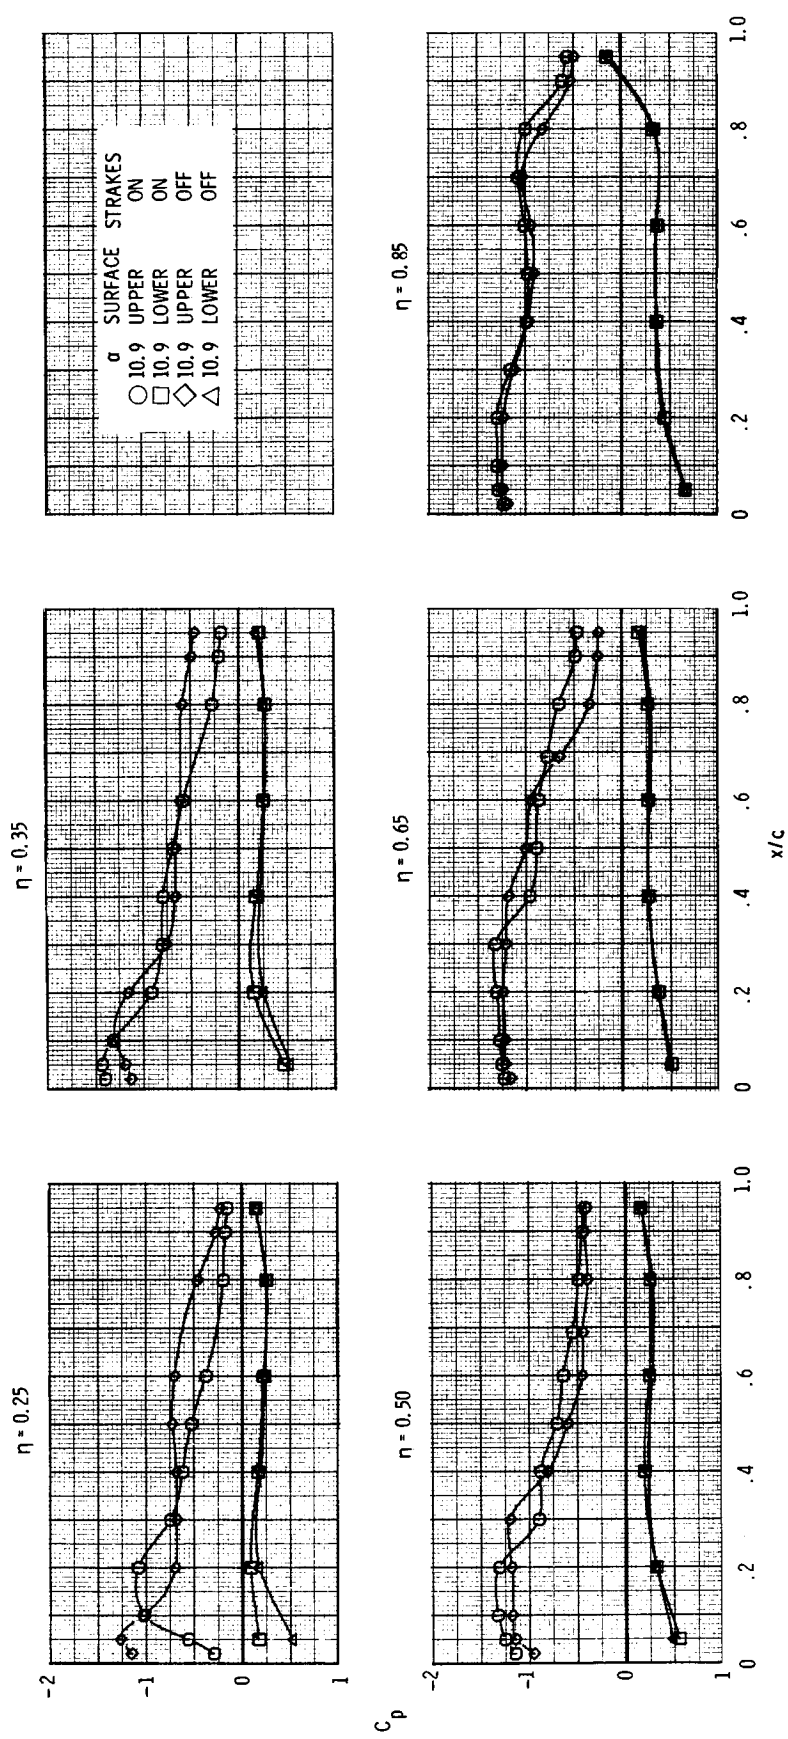 η = 0.25
η = 0.35
α SURFACE STRAKES
10.9 UPPER ON
10.9 LOWER ON
10.9 UPPER OFF
10.9 LOWER OFF
-2
-1
0
1
η = 0.50
η = 0.65
η = 0.85
Cp
-2
-1
0
1
0 .2 .4 .6 .8 1.0
0 .2 .4 .6 .8 1.0
0 .2 .4 .6 .8 1.0
x/c